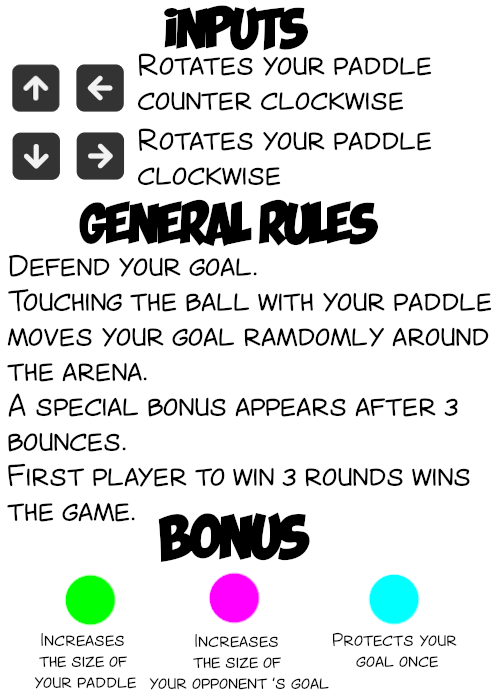 iNPUTS
ROTATES YOUR PADDLE
COUNTER CLOCKWISE
ROTATES YOUR PADDLE
CLOCKWISE
GENERAL RULES
DEFEND YOUR GOAL.
TOUCHING THE BALL WITH YOUR PADDLE
MOVES YOUR GOAL RAMDOMLY AROUND
THE ARENA.
A SPECIAL BONUS APPEARS AFTER 3
BOUNCES.
FIRST PLAYER TO WIN 3 ROUNDS WINS
THE GAME.
BONUS
INCREASES
THE SIZE OF
YOUR PADDLE
INCREASES
THE SIZE OF
YOUR OPPONENT 'S GOAL
PROTECTS YOUR
GOAL ONCE